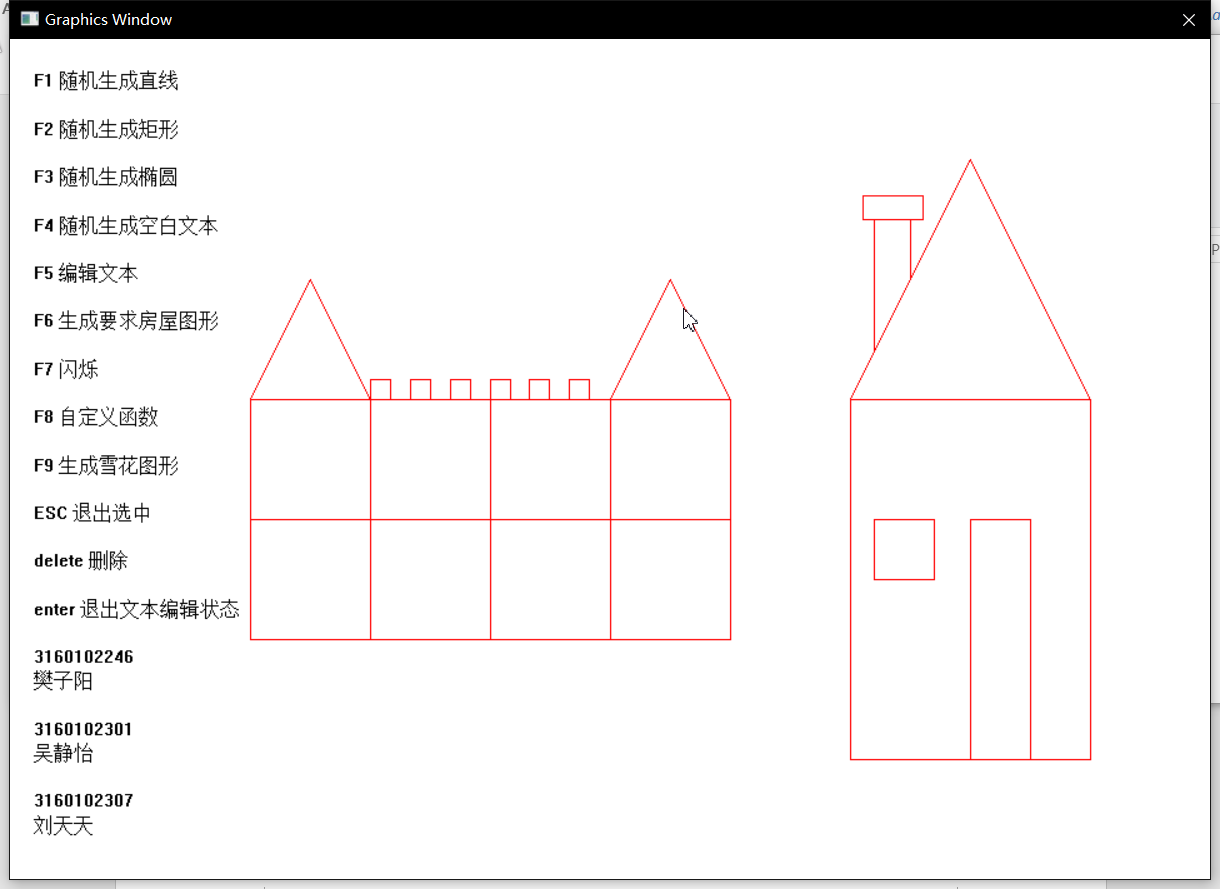 Graphics Window
F1 随机生成直线
F2 随机生成矩形
F3 随机生成椭圆
F4 随机生成空白文本
F5 编辑文本
F6 生成要求房屋图形
F7 闪烁
F8 自定义函数
F9 生成雪花图形
ESC 退出选中
delete 删除
enter 退出文本编辑状态
3160102246
樊子阳
3160102301
吴静怡
3160102307
刘天天